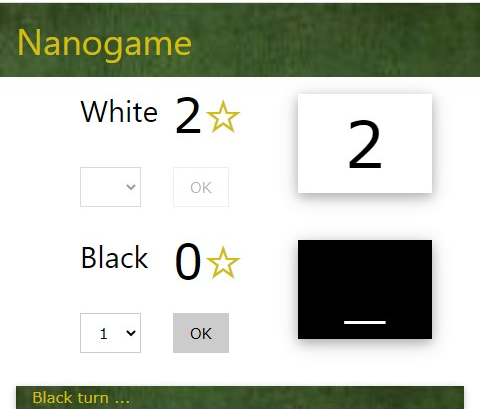 Nanogame
White 2☆ 2
OK
Black 0☆ _
1 OK
Black turn ...